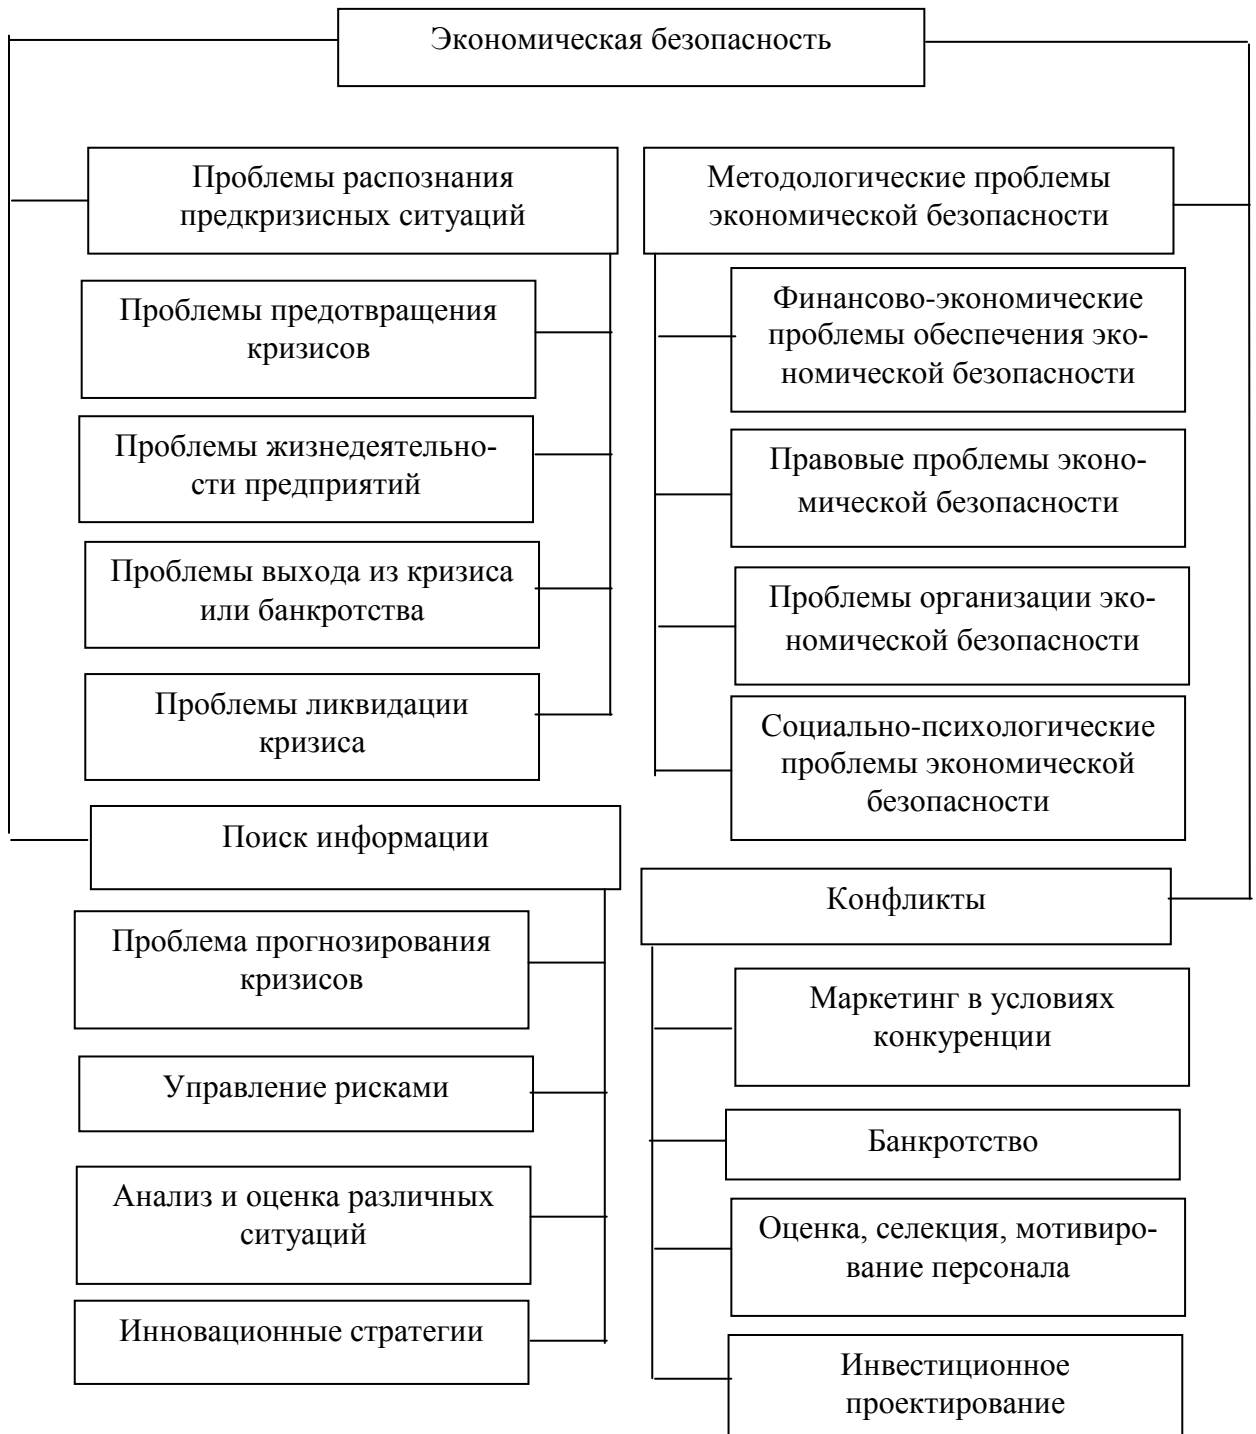 Экономическая безопасность
Проблемы распознания
предкризисных ситуаций
Проблемы предотвращения
кризисов
Проблемы жизнедеятельно-
сти предприятий
Проблемы выхода из кризиса
или банкротства
Проблемы ликвидации
кризиса
Поиск информации
Проблема прогнозирования
кризисов
Управление рисками
Анализ и оценка различных
ситуаций
Инновационные стратегии
Методологические проблемы
экономической безопасности
Финансово-экономические
проблемы обеспечения эко-
номической безопасности
Правовые проблемы эконо-
мической безопасности
Проблемы организации эко-
номической безопасности
Социально-психологические
проблемы экономической
безопасности
Конфликты
Маркетинг в условиях
конкуренции
Банкротство
Оценка, селекция, мотивиро-
вание персонала
Инвестиционное
проектирование